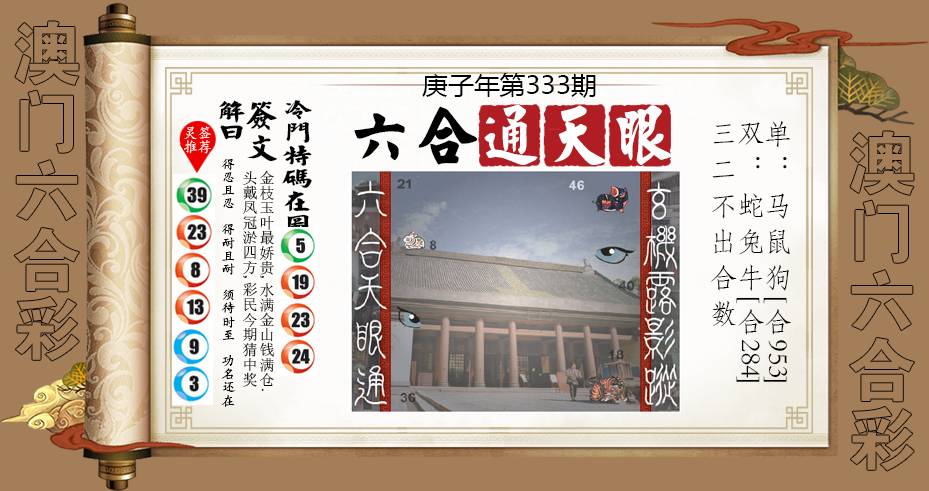 澳门六合彩
庚子年第333期
六合通天眼
单：马鼠狗[合953]
双：蛇兔牛[合284]
三二不出合数
玄機露影蹤
六合天眼通
21
46
8
40
18
36
冷門特碼在圖
5
19
23
24
簽文
金枝玉叶最娇贵,水满金山钱满仓.
头戴凤冠淤四方,彩民今期猜中奖
解曰
得忍且忍 得耐且耐 须待时至 功名还在
灵签
推荐
39
23
8
13
9
3
澳门六合彩